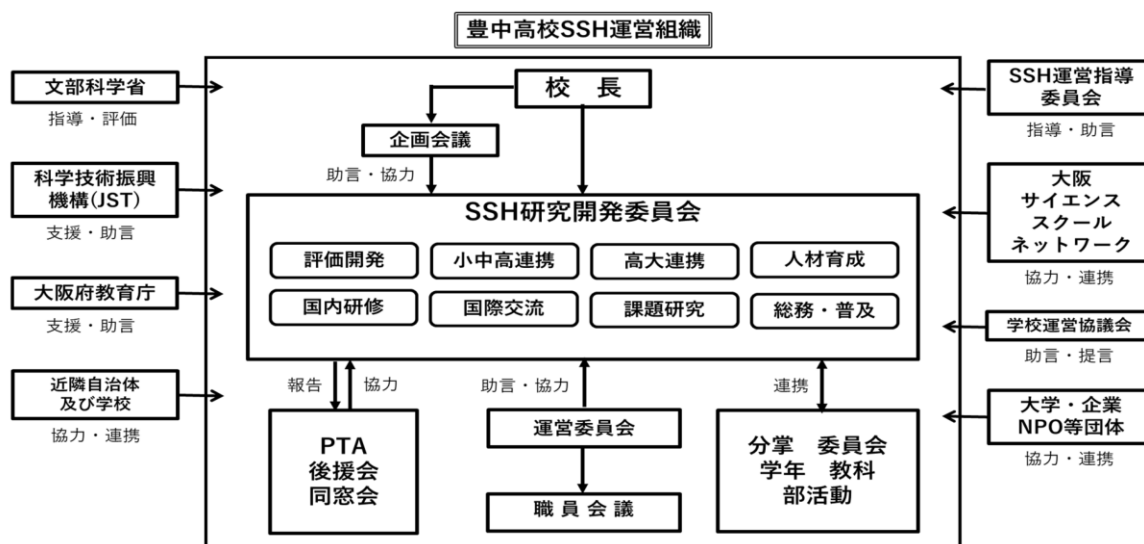 豊中高校SSH運営組織
文部科学省
指導・評価
科学技術振興
機構(JST)
支援・助言
大阪府教育庁
支援・助言
近隣自治体
及び学校
協力・連携
校 長
企画会議
助言・協力
SSH研究開発委員会
評価開発
小中高連携
高大連携
人材育成
国内研修
国際交流
課題研究
総務・普及
報告
協力
助言・協力
連携
PTA
後援会
同窓会
運営委員会
職員会議
分掌 委員会
学年 教科
部活動
SSH運営指導
委員会
指導・助言
大阪
サイエンス
スクール
ネットワーク
協力・連携
学校運営協議会
助言・提言
大学・企業
NPO等団体
協力・連携